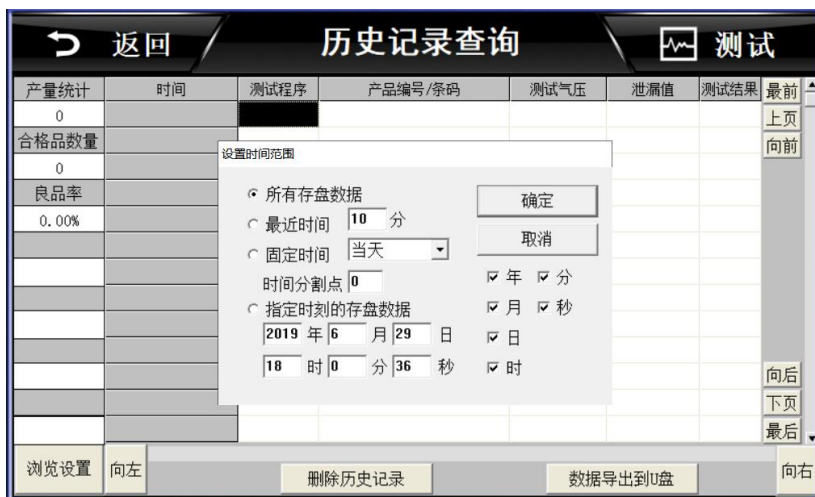 返回
历史记录查询
测试
产量统计 时间 测试程序 产品编号/条码 测试气压 泄漏值 测试结果 最前
0
上页
合格品数量
向前
0
良品率
0.00%
设置时间范围
所有存盘数据
确定
最近时间 10 分
取消
固定时间 当天
时间分割点 0
年 分
指定时刻的存盘数据
月 秒
2019 年 6 月 29 日
日
18 时 0 分 36 秒
时
向后
下页
最后
浏览设置 向左 删除历史记录 数据导出到U盘 向右